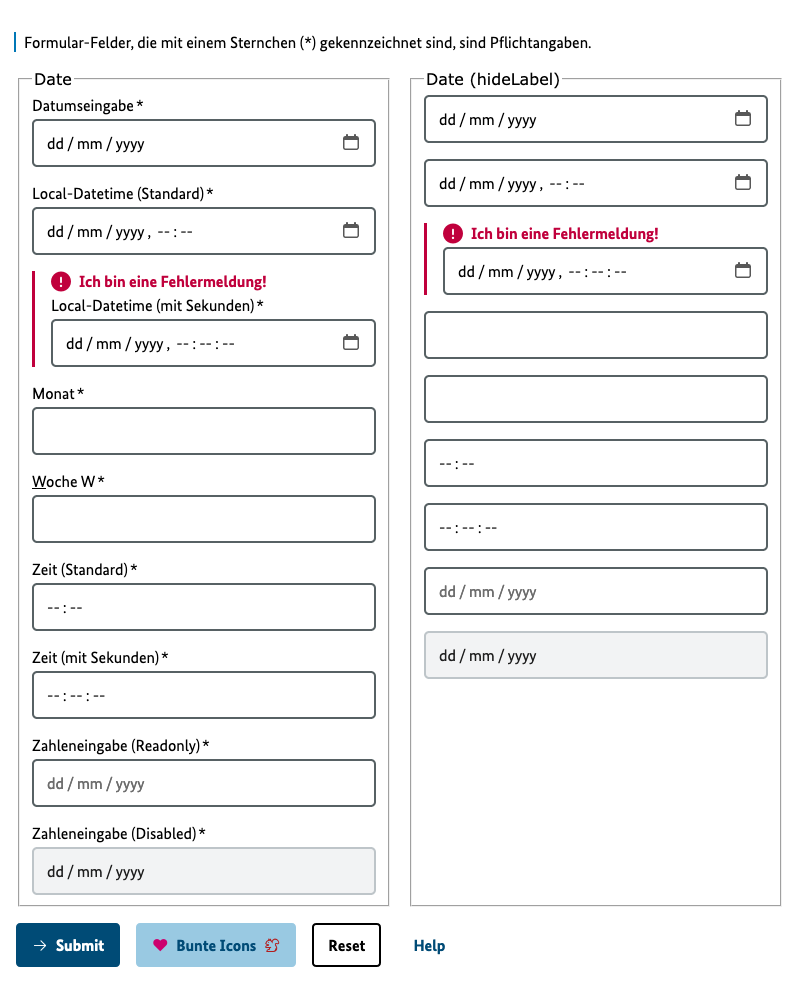 Formular-Felder, die mit einem Sternchen (*) gekennzeichnet sind, sind Pflichtangaben.
Date
Datumseingabe*
dd / mm / yyyy
Local-Datetime (Standard)*
dd / mm / yyyy, --:--
Ich bin eine Fehlermeldung!
Local-Datetime (mit Sekunden)*
dd / mm / yyyy, --:--:--
Monat*
Woche W*
Zeit (Standard)*
--:--
Zeit (mit Sekunden)*
--:--:--
Zahleneingabe (Readonly)*
dd / mm / yyyy
Zahleneingabe (Disabled)*
dd / mm / yyyy
Date (hideLabel)
dd / mm / yyyy
dd / mm / yyyy, --:--
Ich bin eine Fehlermeldung!
dd / mm / yyyy, --:--:--
--:--
--:--:--
dd / mm / yyyy
dd / mm / yyyy
Submit
Bunte Icons
Reset
Help